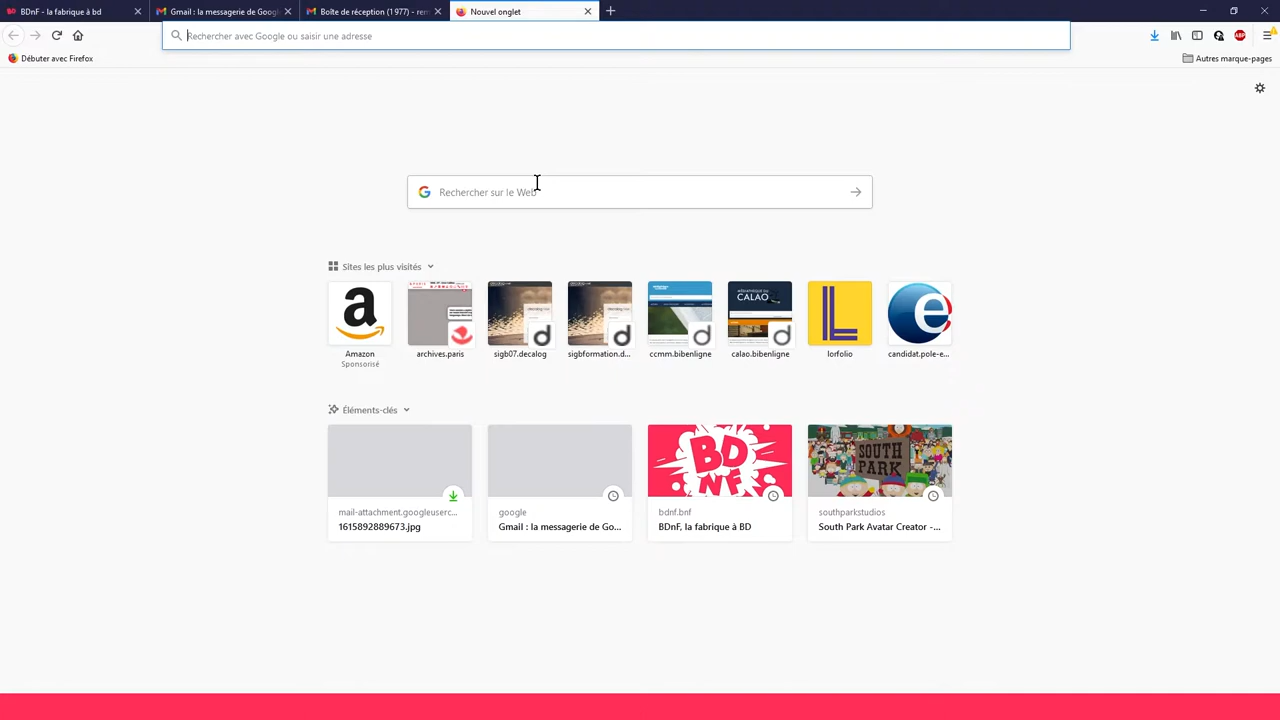 BDnF - la fabrique à bd
Gmail : la messagerie de Googl
Boîte de réception (1 977) - rem
Nouvel onglet
Rechercher avec Google ou saisir une adresse
ABP
Débuter avec Firefox
Autres marque-pages
Rechercher sur le Web
Sites les plus visités
CALAO
Amazon
Sponsorisé
archives.paris
sigb07.decalog
sigbformation.d...
ccmm.bibenligne
calao.bibenligne
lorfolio
candidat.pole-e...
Éléments-clés
BD
NF
SOUTH
PARK
mail-attachment.googleuserc...
1615892889673.jpg
google
Gmail : la messagerie de Go...
bdnf.bnf
BDnF, la fabrique à BD
southparkstudios
South Park Avatar Creator -...